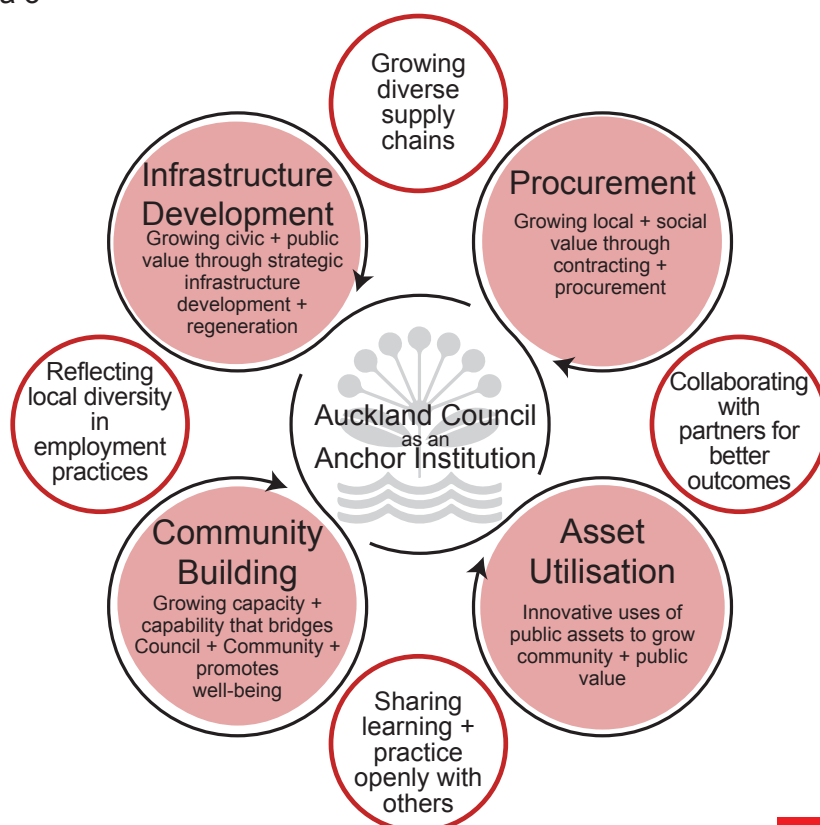 Growing
diverse
supply
chains
Infrastructure
Development
Growing civic + public
value through strategic
infrastructure
development +
regeneration
Procurement
Growing local + social
value through
contracting +
procurement
Reflecting
local diversity
in
employment
practices
Auckland Council
as an
Anchor Institution
Collaborating
with
partners for
better
outcomes
Community
Building
Growing capacity +
capability that bridges
Council + Community +
promotes
well-being
Asset
Utilisation
Innovative uses of
public assets to grow
community + public
value
Sharing
learning +
practice
openly with
others